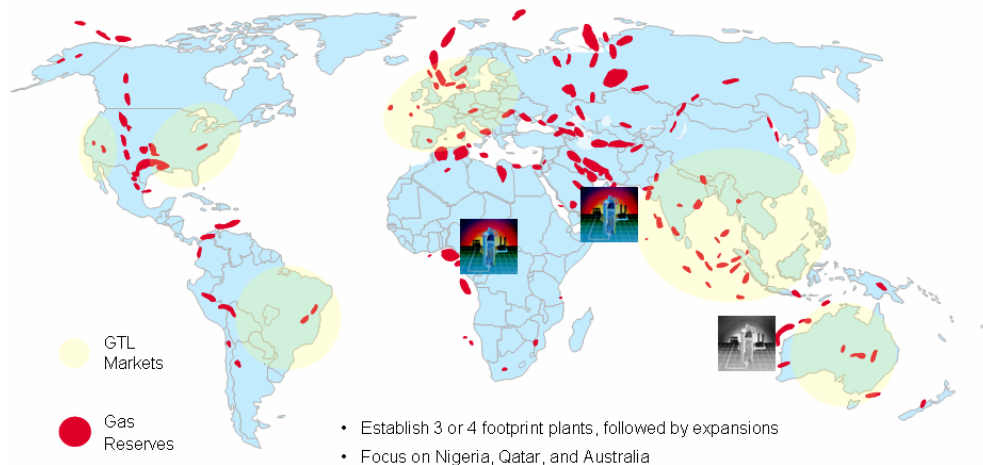 GTL
Markets
Gas
Reserves
• Establish 3 or 4 footprint plants, followed by expansions
• Focus on Nigeria, Qatar, and Australia